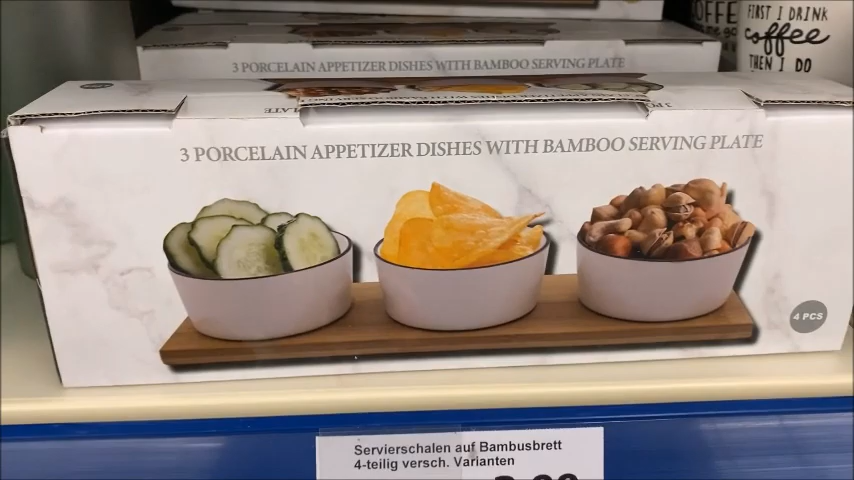 FIRST I DRINK
coffee
THEN I DO
3 PORCELAIN APPETIZER DISHES WITH BAMBOO SERVING PLATE
3 PORCELAIN APPETIZER DISHES WITH BAMBOO SERVING PLATE
4 PCS
Servierschalen auf Bambusbrett
4-teilig versch. Varianten